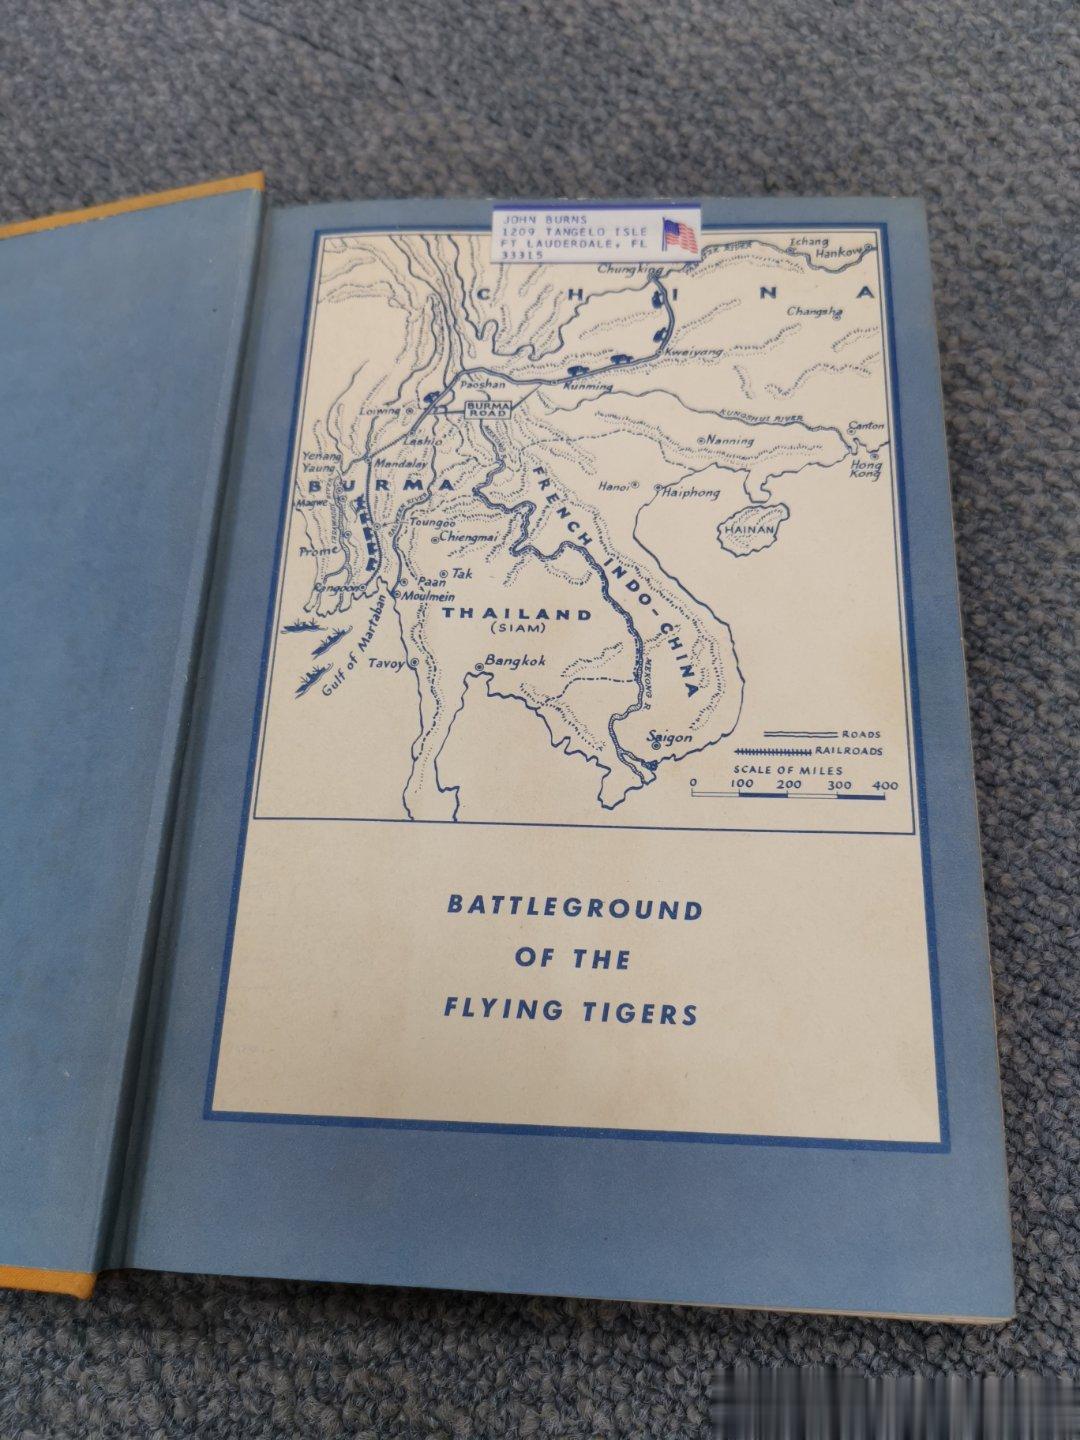 JOHN BURNS
1209 TANGELO ISLE
FT LAUDERDALE, FL
33315
Ichang
Hankow
RIVER
Chungking
CHINA
Changsha
Kweiyang
Paoshan
Kunming
Loiwing
BURMA
ROAD
KUNGSHUI RIVER
Canton
Lashio
Nanning
Yenang
Yaung
Mandalay
Hong
Kong
BURMA
Hanoi
Haiphong
Magwe
FRENCH INDO-CHINA
Toungoo
HAINAN
Chiengmai
Prome
Tak
Paan
Rangoon
Moulmein
THAILAND
(SIAM)
Gulf of Martaban
Tavoy
Bangkok
MEKONG R.
Saigon
ROADS
RAILROADS
SCALE OF MILES
0 100 200 300 400
BATTLEGROUND
OF THE
FLYING TIGERS